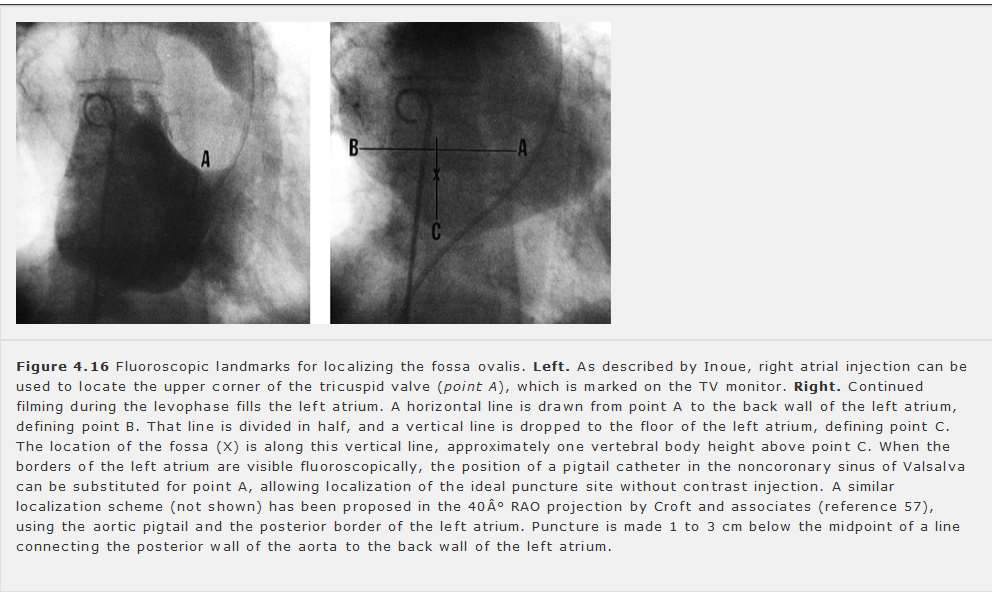 A
B
A
X
C
Figure 4.16 Fluoroscopic landmarks for localizing the fossa ovalis. Left. As described by Inoue, right atrial injection can be
used to locate the upper corner of the tricuspid valve (point A), which is marked on the TV monitor. Right. Continued
filming during the levophase fills the left atrium. A horizontal line is drawn from point A to the back wall of the left atrium,
defining point B. That line is divided in half, and a vertical line is dropped to the floor of the left atrium, defining point C.
The location of the fossa (X) is along this vertical line, approximately one vertebral body height above point C. When the
borders of the left atrium are visible fluoroscopically, the position of a pigtail catheter in the noncoronary sinus of Valsalva
can be substituted for point A, allowing localization of the ideal puncture site without contrast injection. A similar
localization scheme (not shown) has been proposed in the 40Âº RAO projection by Croft and associates (reference 57),
using the aortic pigtail and the posterior border of the left atrium. Puncture is made 1 to 3 cm below the midpoint of a line
connecting the posterior wall of the aorta to the back wall of the left atrium.